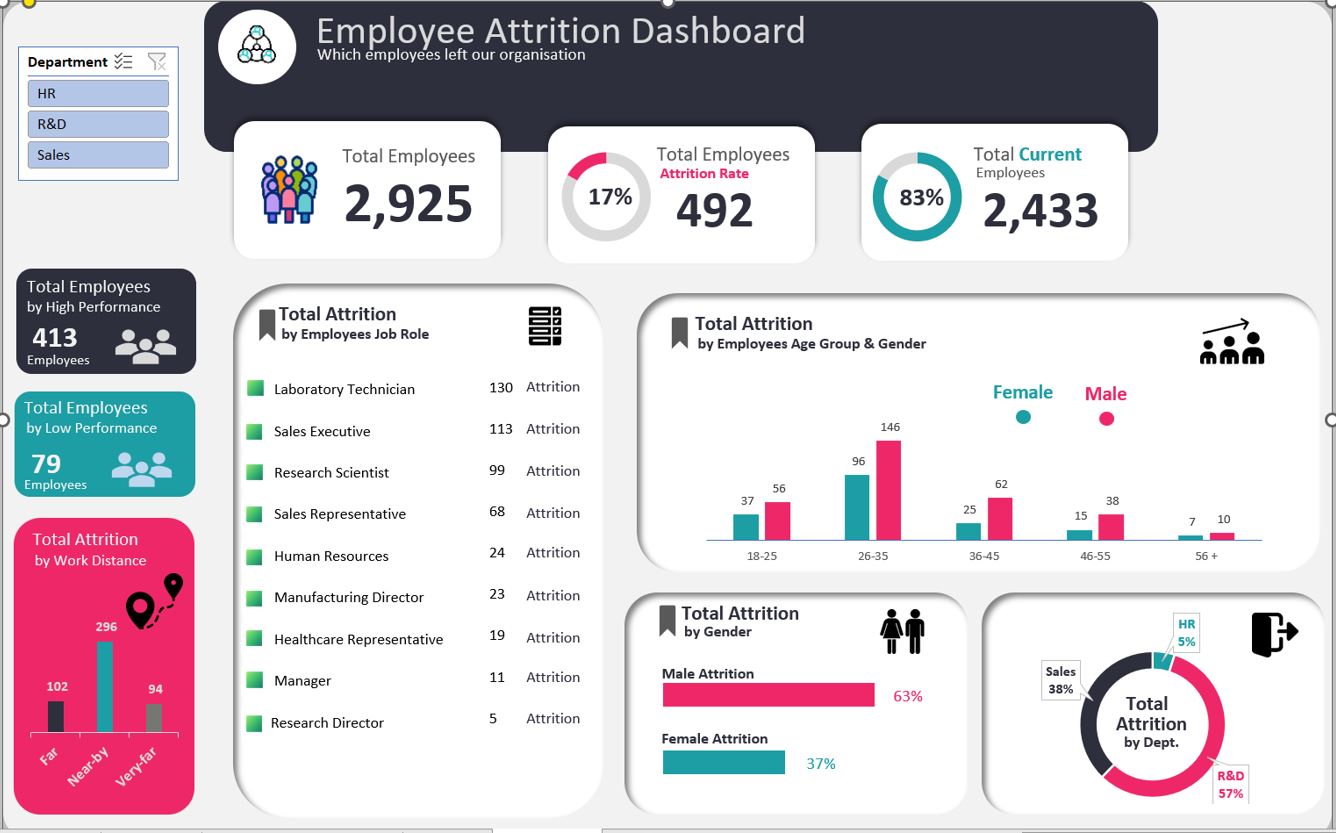 Employee Attrition Dashboard
Which employees left our organisation
Department
HR
R&D
Sales
Total Employees
2,925
17%
Total Employees
Attrition Rate
492
83%
Total Current
Employees
2,433
Total Employees
by High Performance
413
Employees
Total Employees
by Low Performance
79
Employees
Total Attrition
by Work Distance
296
102
94
Far
Near-by
Very-far
Total Attrition
by Employees Job Role
Laboratory Technician 130 Attrition
Sales Executive 113 Attrition
Research Scientist 99 Attrition
Sales Representative 68 Attrition
Human Resources 24 Attrition
Manufacturing Director 23 Attrition
Healthcare Representative 19 Attrition
Manager 11 Attrition
Research Director 5 Attrition
Total Attrition
by Employees Age Group & Gender
Female Male
37 56 96 146 25 62 15 38 7 10
18-25 26-35 36-45 46-55 56 +
Total Attrition
by Gender
Male Attrition
63%
Female Attrition
37%
HR
5%
Sales
38%
Total
Attrition
by Dept.
R&D
57%